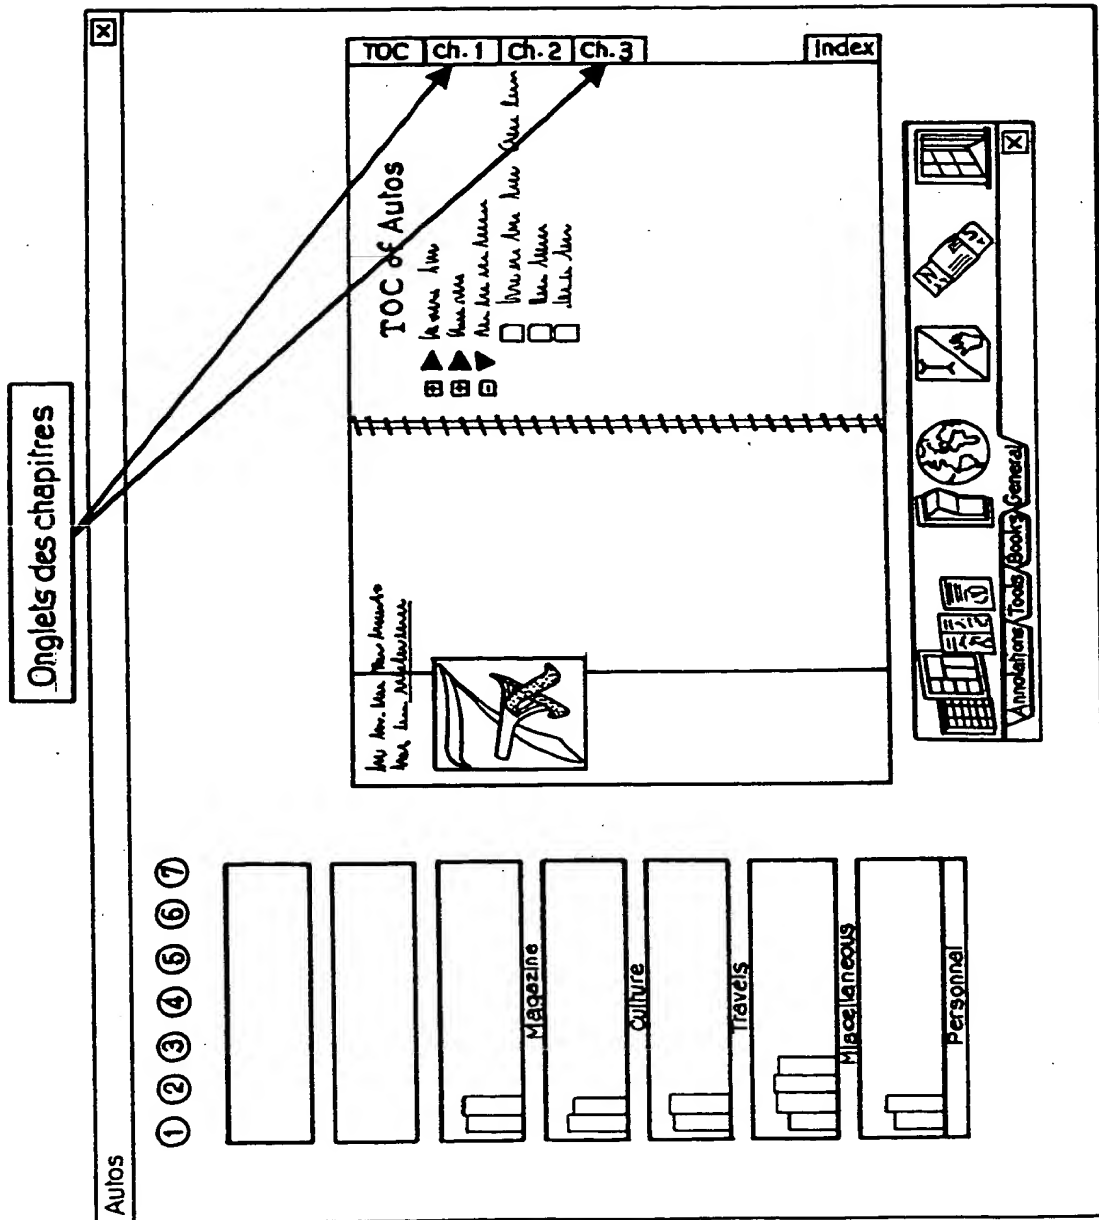 Onglets des chapitres
Autos
1 2 3 4 5 6 7
Magazine
Culture
Travels
Miscellaneous
Personnal
TOC
Ch. 1
Ch. 2
Ch. 3
Index
TOC of Autos
Annotations
Tools
Books
General